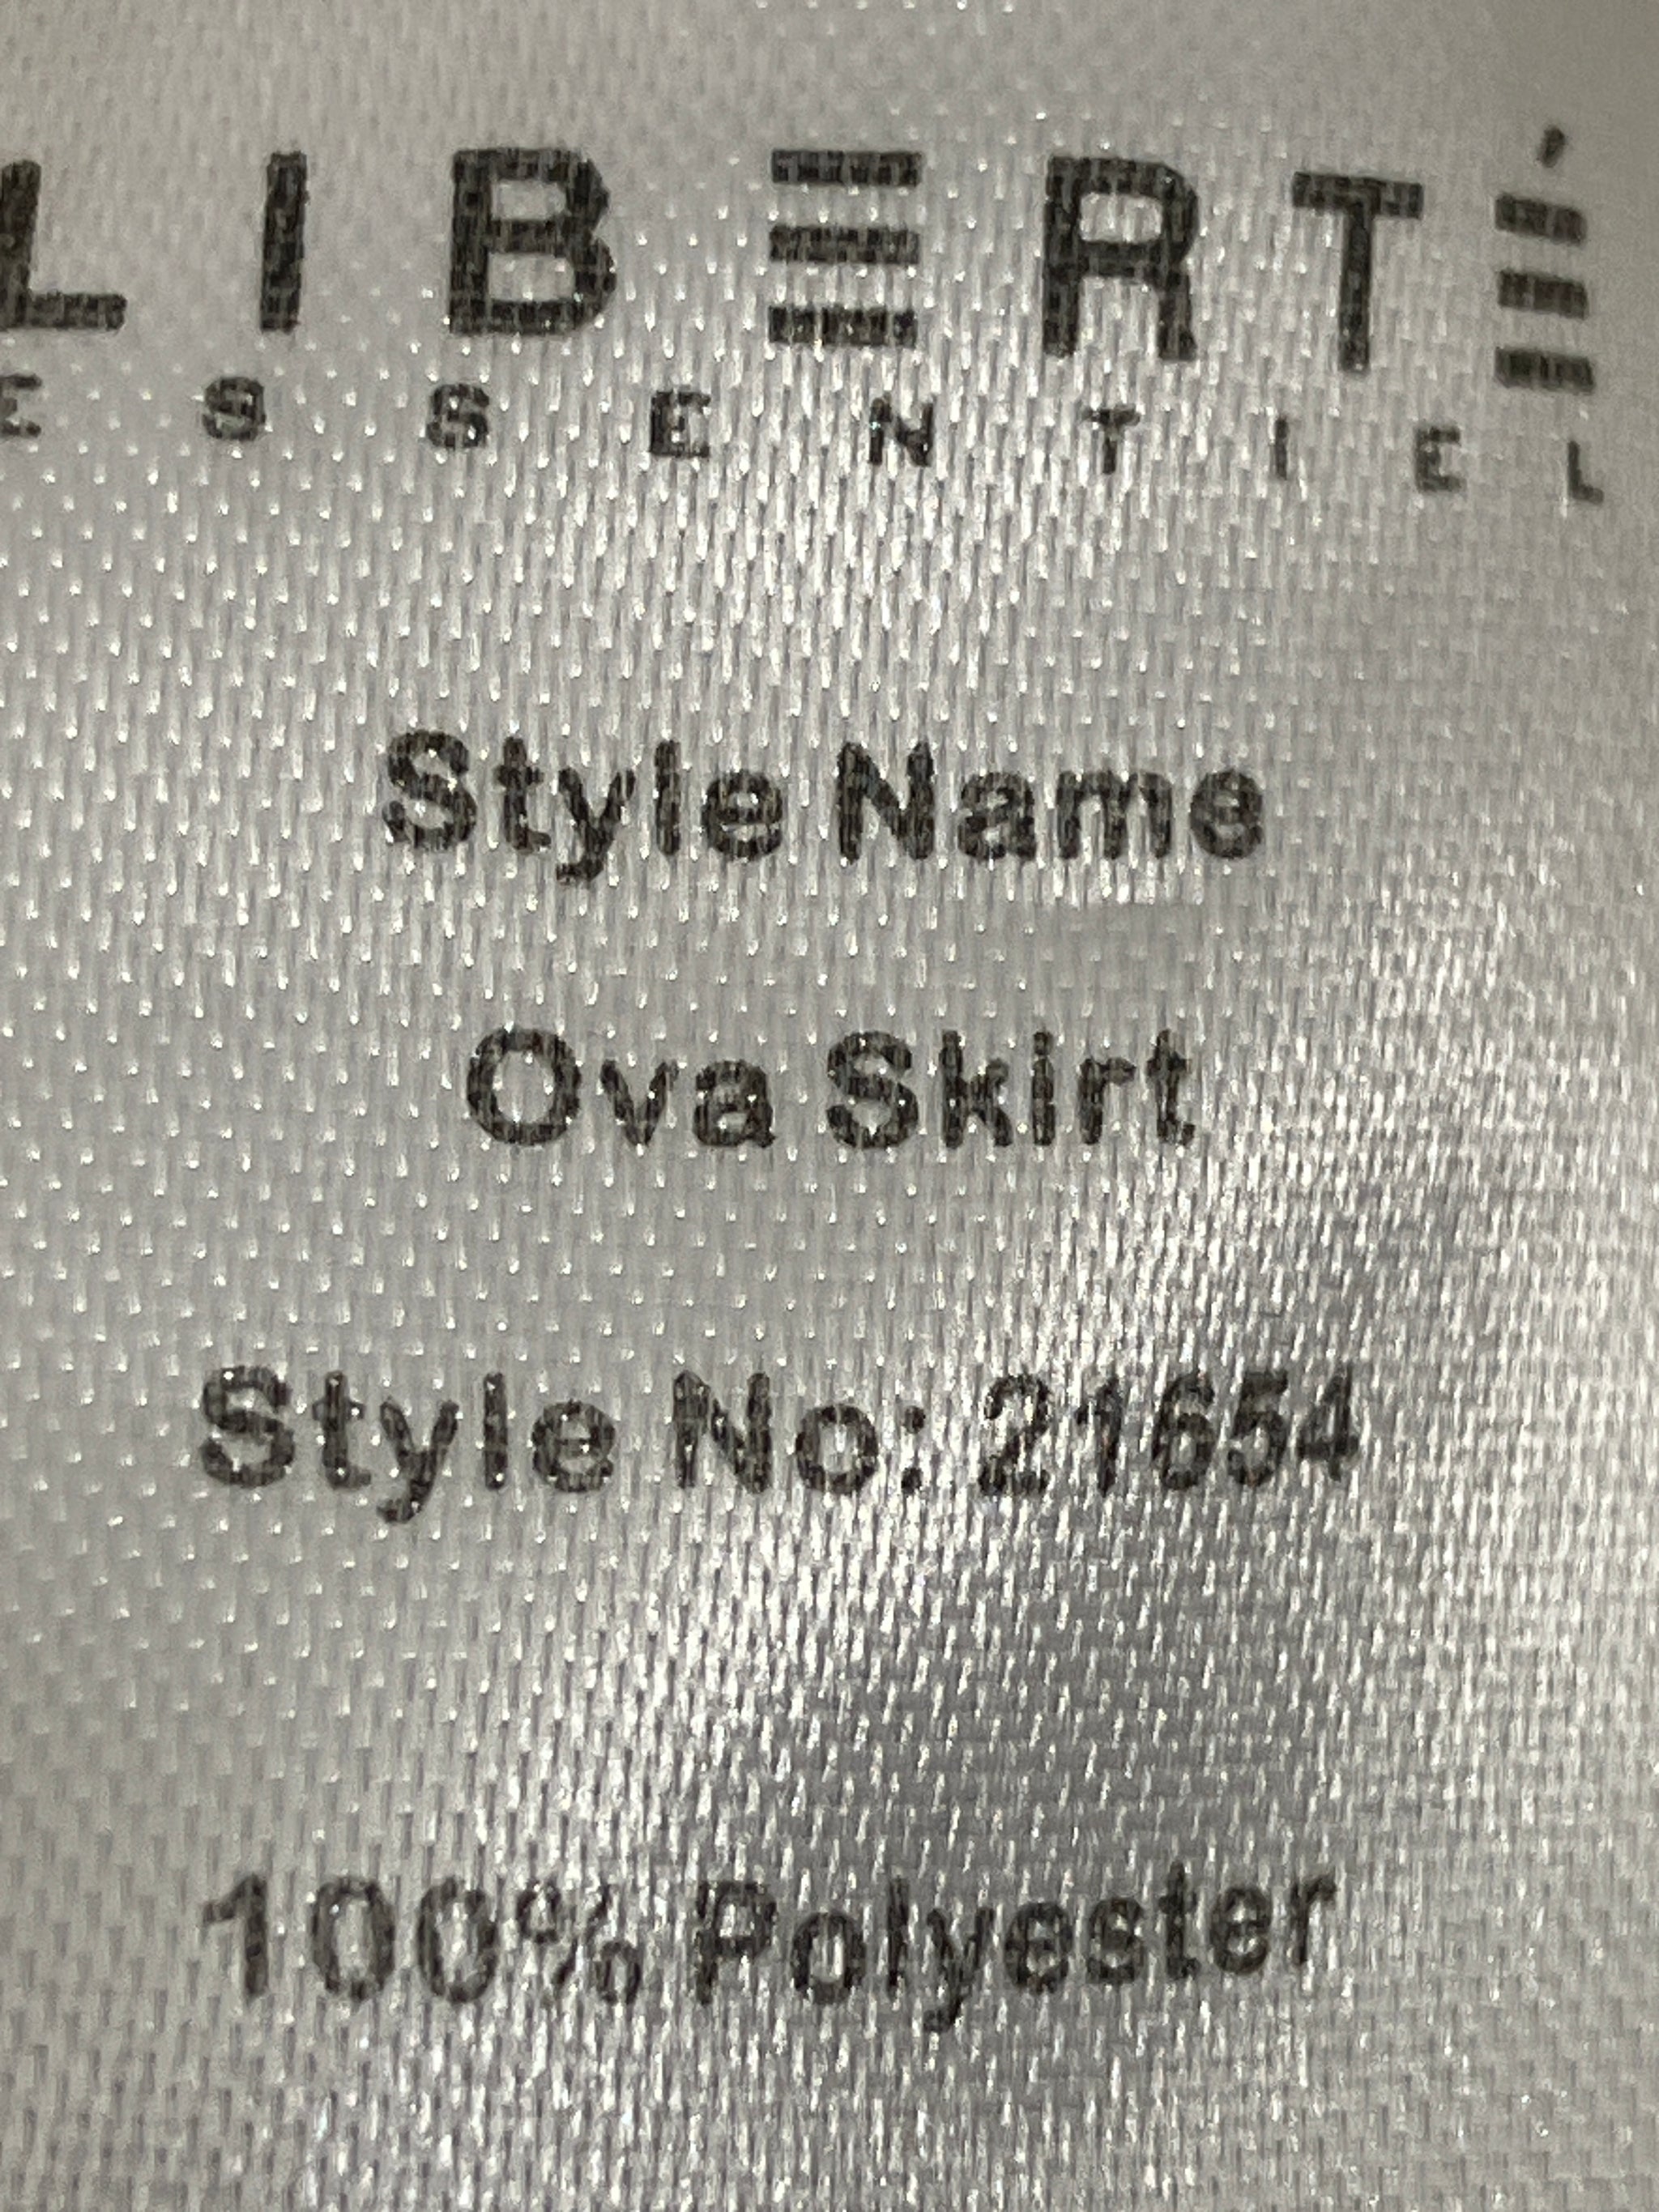 LIBERTÉ
ESSENTIEL
Style Name
Ova Skirt
Style No: 21654
100% Polyester